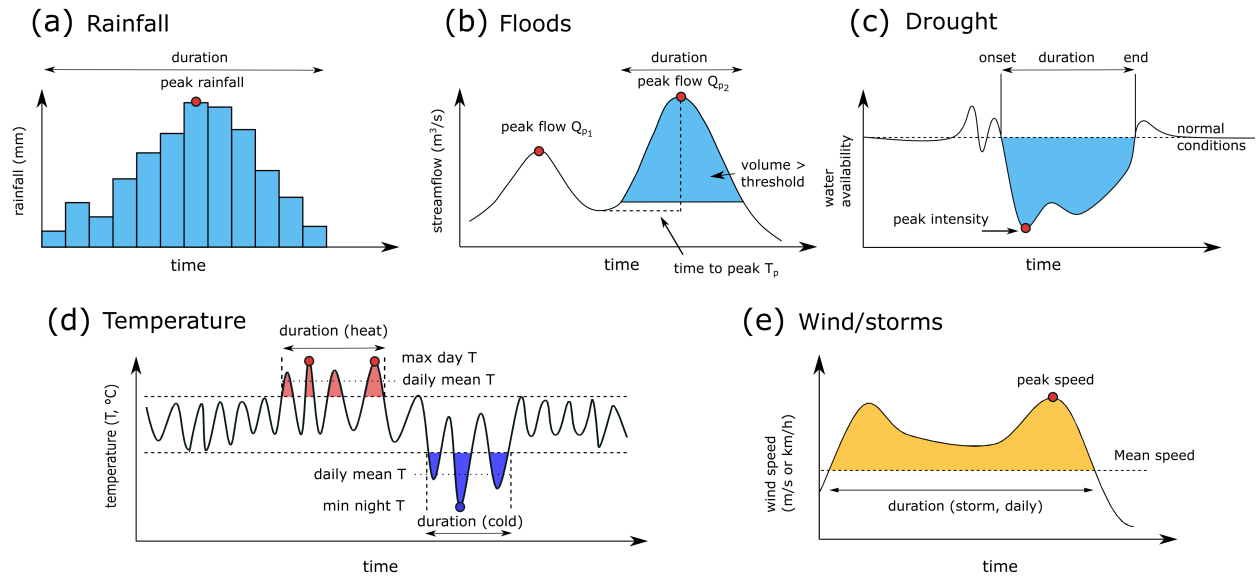 (a) Rainfall
duration
peak rainfall
rainfall (mm)
time
(b) Floods
duration
peak flow Qp2
peak flow Qp1
streamflow (m³/s)
volume >
threshold
time
time to peak Tp
(c) Drought
onset
duration
end
normal
conditions
water
availability
peak intensity
time
(d) Temperature
duration (heat)
max day T
daily mean T
temperature (T, °C)
daily mean T
min night T
duration (cold)
time
(e) Wind/storms
peak speed
Mean speed
wind speed
(m/s or km/h)
duration (storm, daily)
time